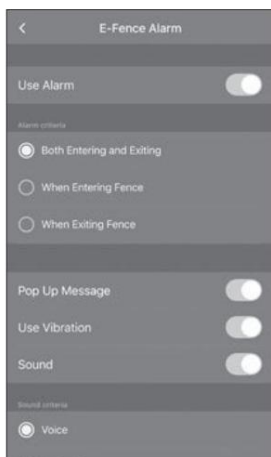 E-Fence Alarm
Use Alarm
Alarm criteria
Both Entering and Exiting
When Entering Fence
When Exiting Fence
Pop Up Message
Use Vibration
Sound
Sound criteria
Voice